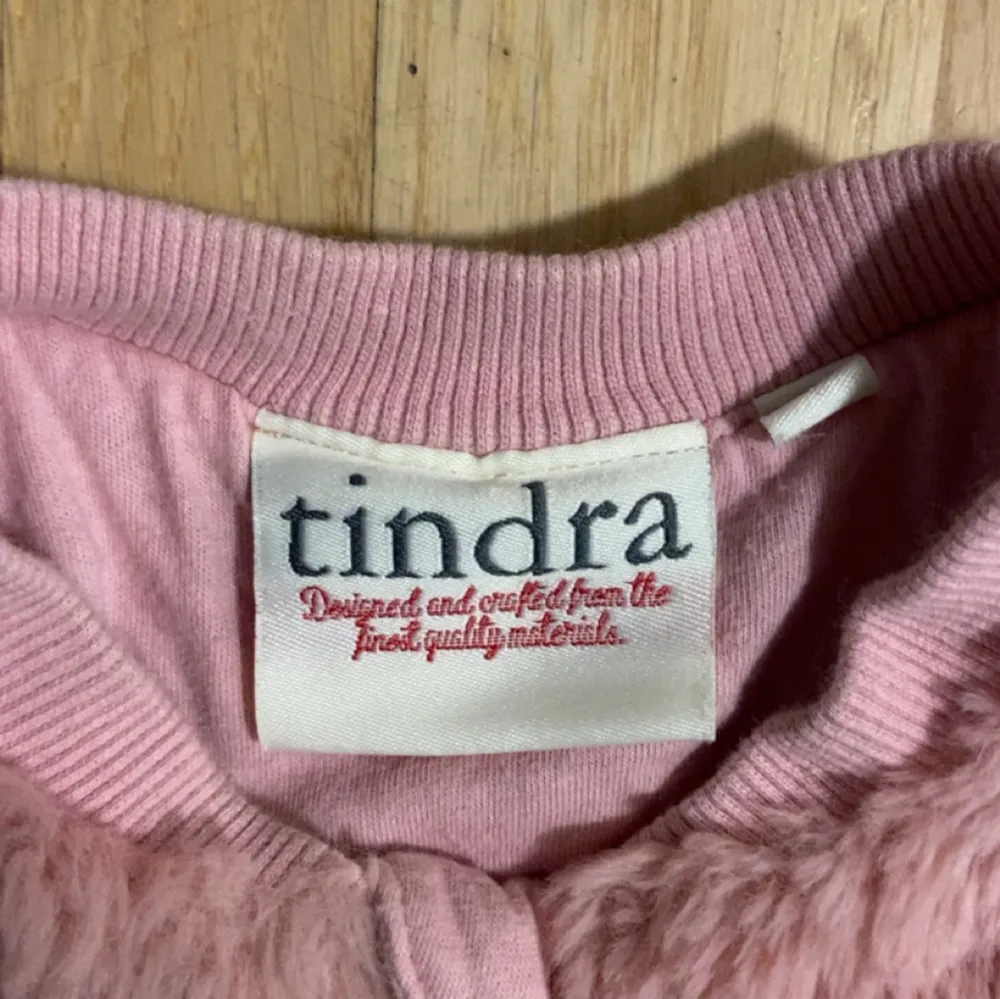 tindra
Designed and crafted from the
finest quality materials.